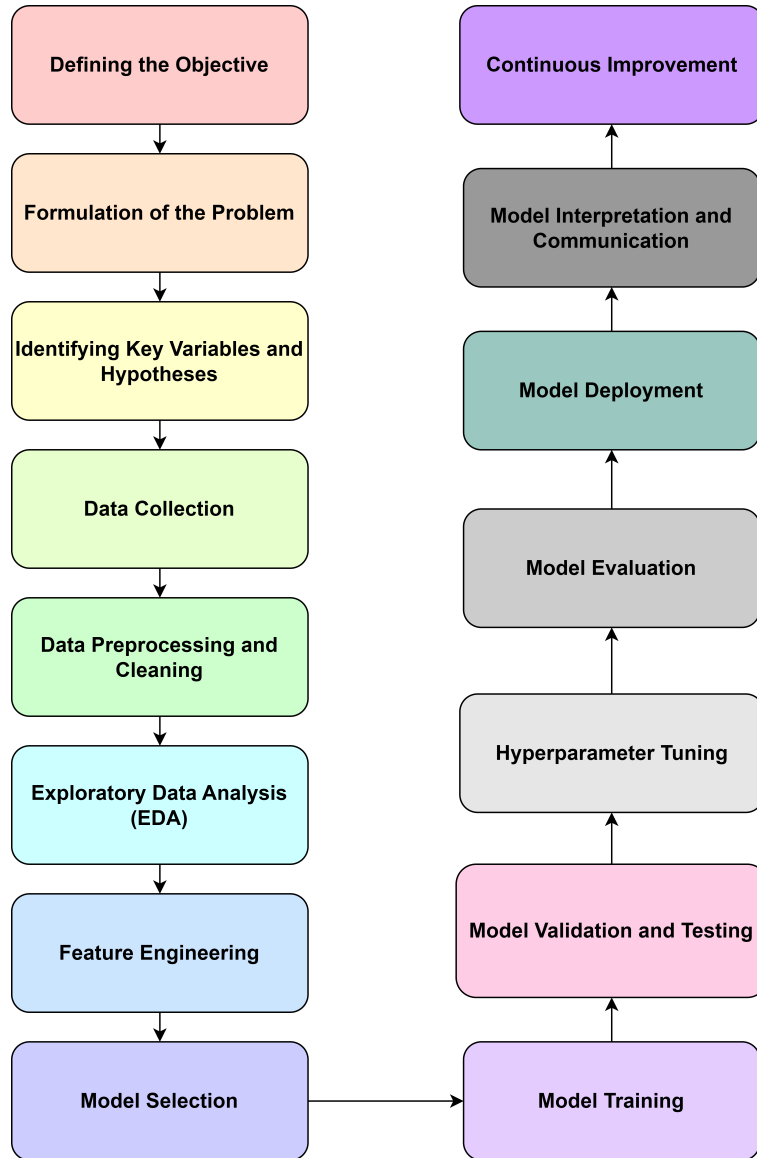 Defining the Objective
Formulation of the Problem
Identifying Key Variables and
Hypotheses
Data Collection
Data Preprocessing and
Cleaning
Exploratory Data Analysis
(EDA)
Feature Engineering
Model Selection
Model Training
Model Validation and Testing
Hyperparameter Tuning
Model Evaluation
Model Deployment
Model Interpretation and
Communication
Continuous Improvement